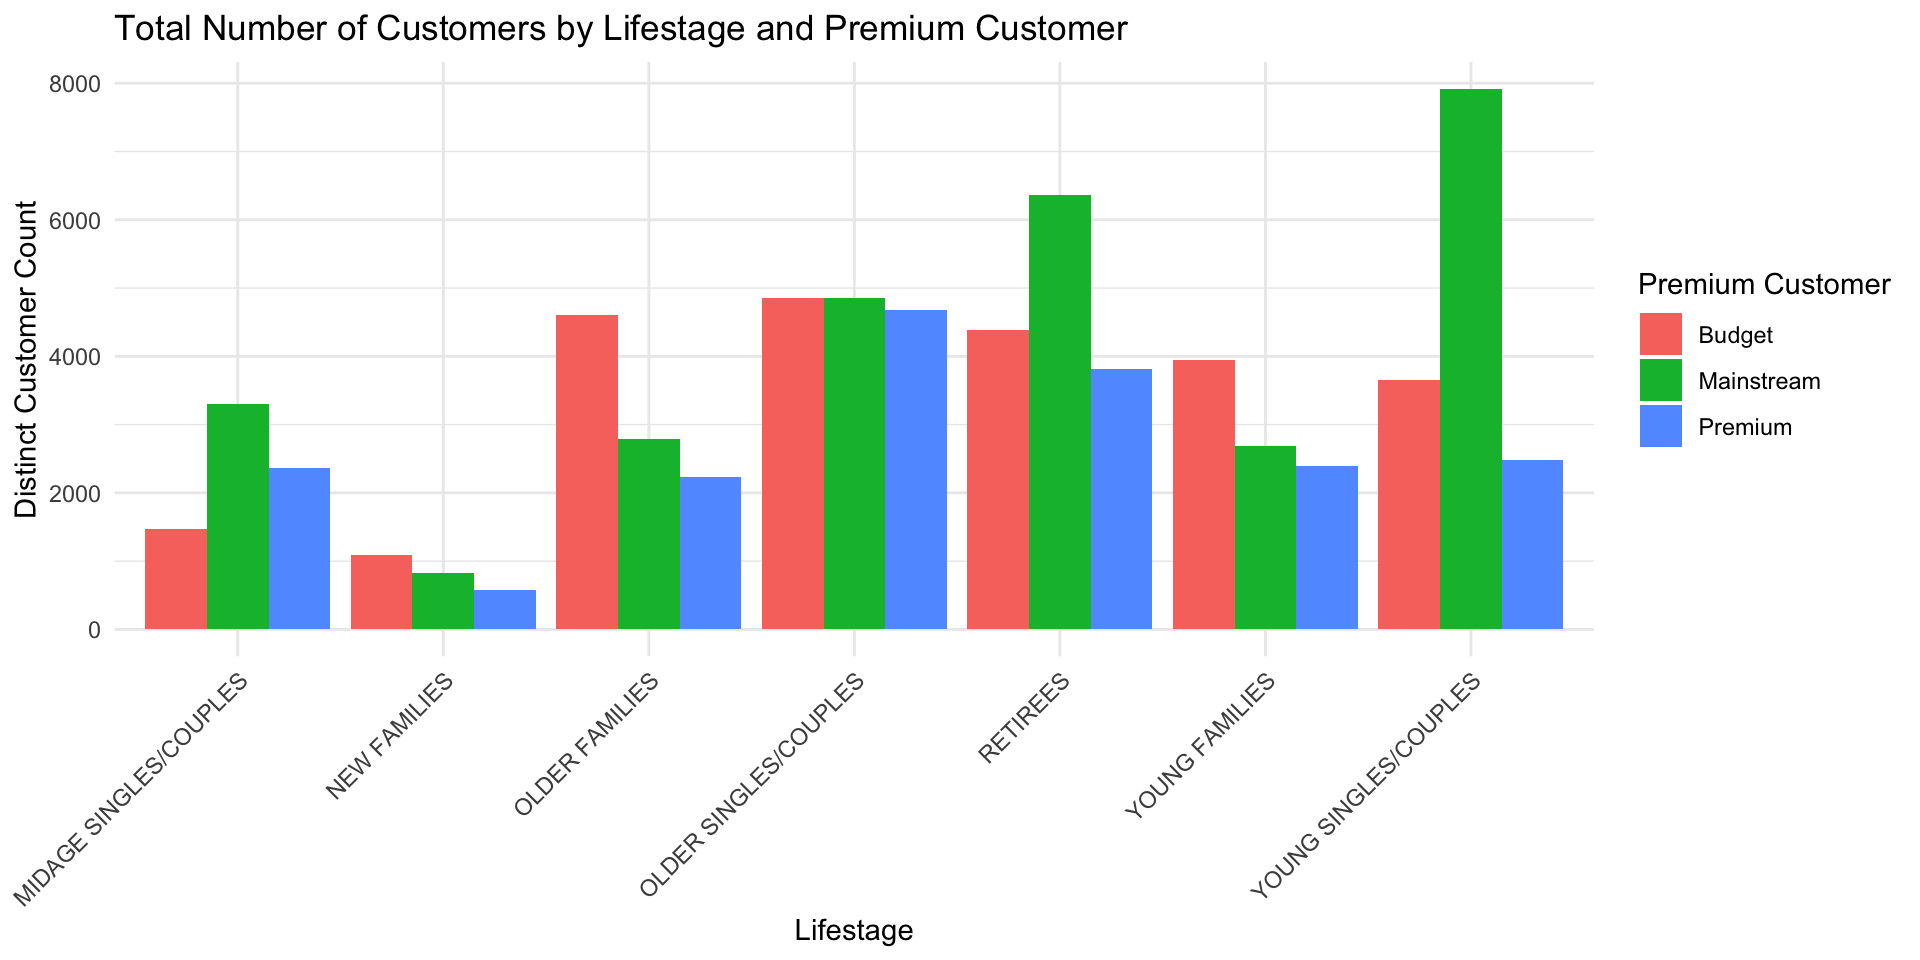 Total Number of Customers by Lifestage and Premium Customer
Distinct Customer Count
8000
6000
4000
2000
0
MIDAGE SINGLES/COUPLES
NEW FAMILIES
OLDER FAMILIES
OLDER SINGLES/COUPLES
RETIREES
YOUNG FAMILIES
YOUNG SINGLES/COUPLES
Lifestage
Premium Customer
Budget
Mainstream
Premium